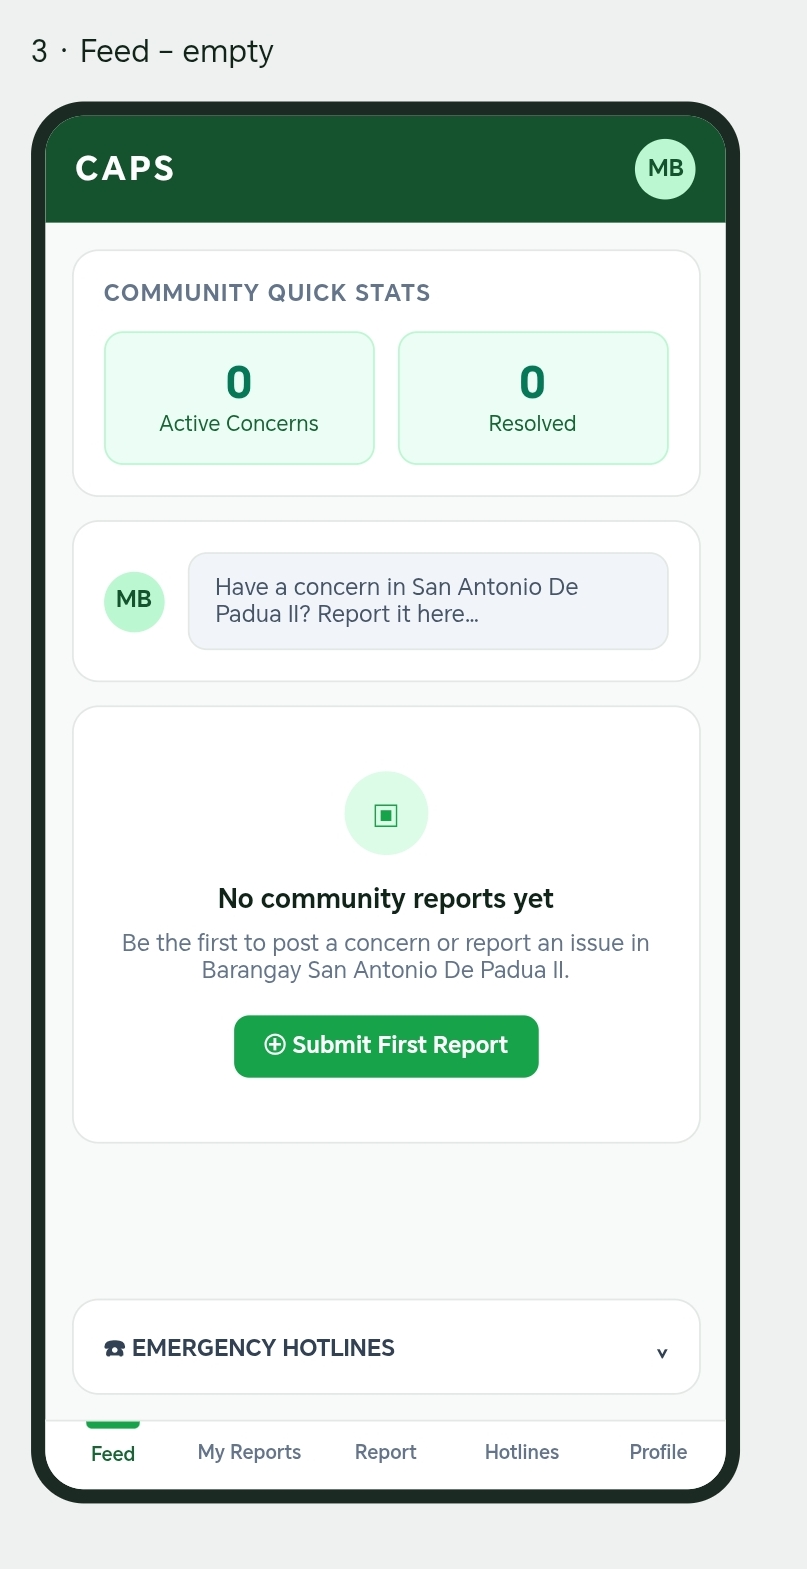 3 · Feed – empty
CAPS
MB
COMMUNITY QUICK STATS
0
Active Concerns
0
Resolved
MB
Have a concern in San Antonio De
Padua II? Report it here...
No community reports yet
Be the first to post a concern or report an issue in
Barangay San Antonio De Padua II.
⊕ Submit First Report
☎ EMERGENCY HOTLINES
v
Feed
My Reports
Report
Hotlines
Profile